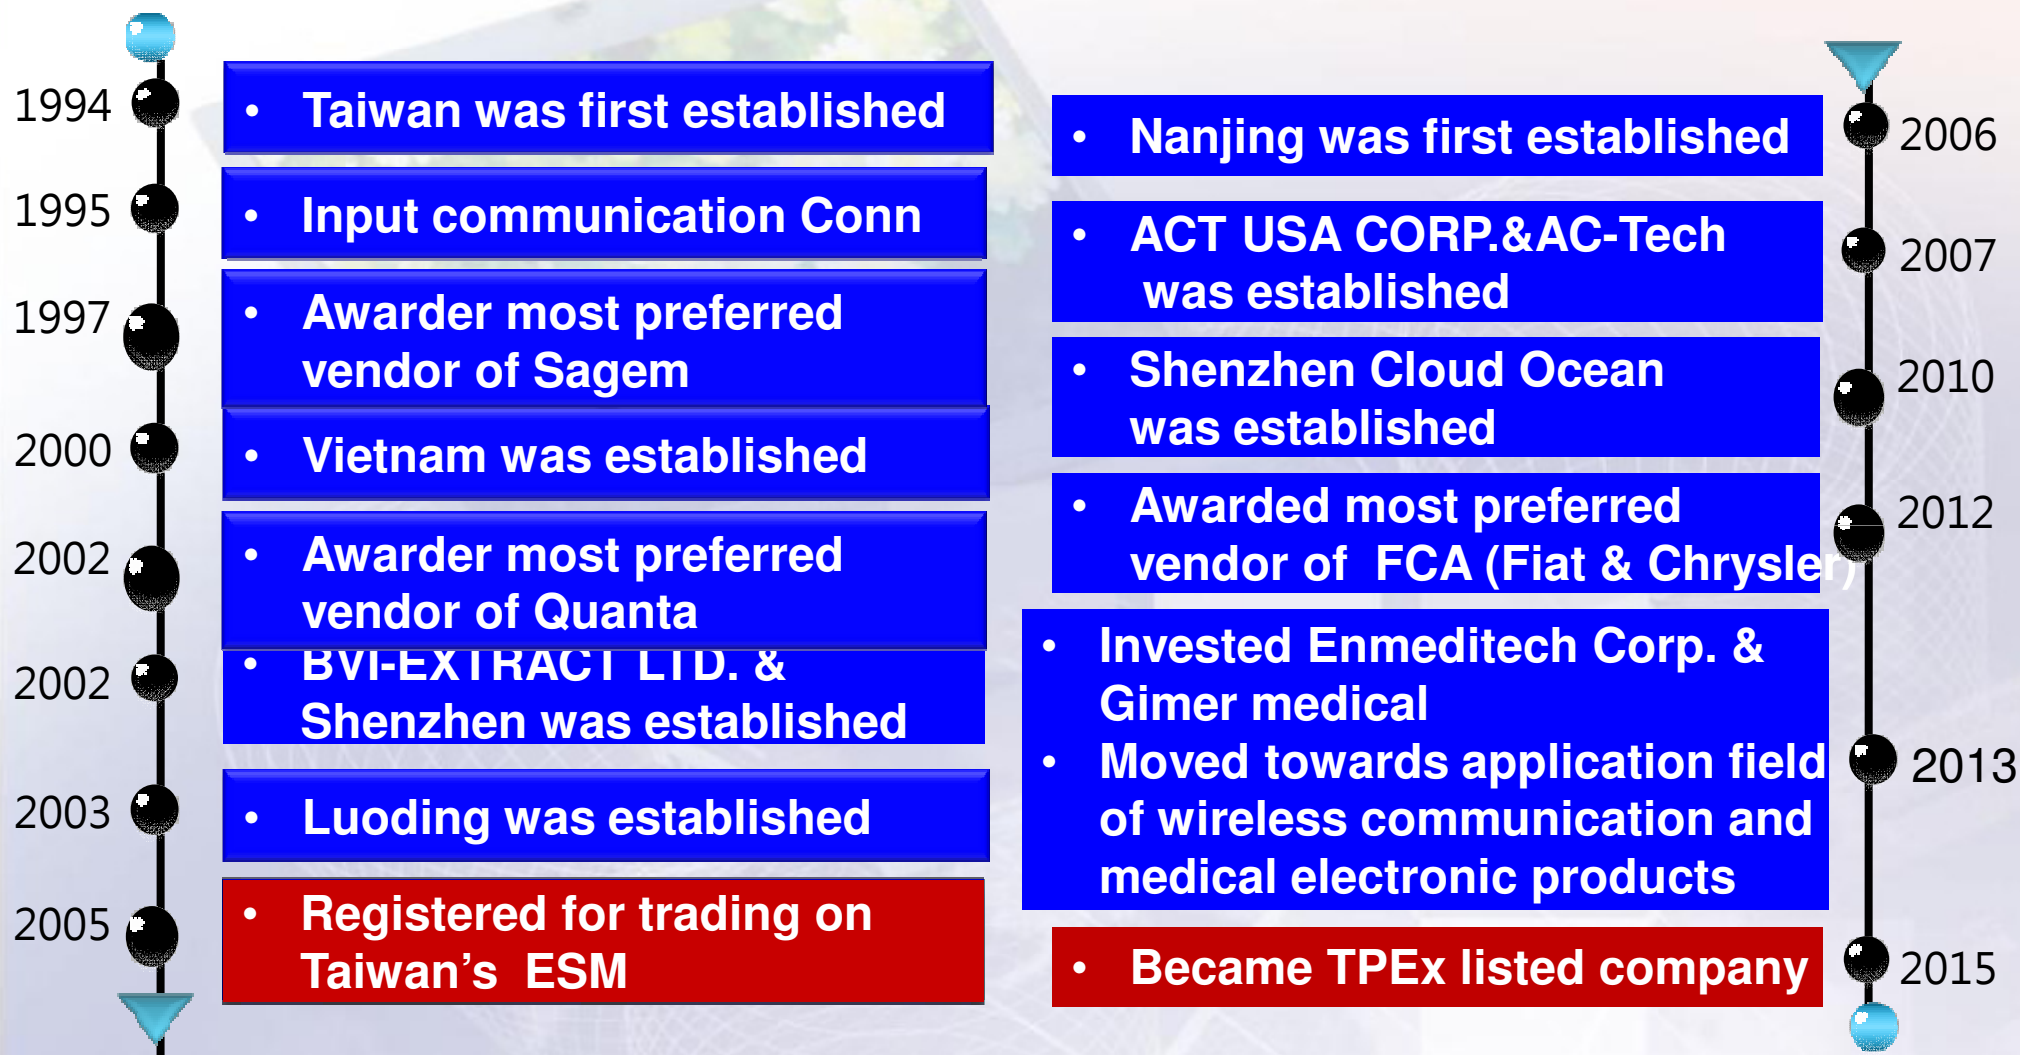 1994
• Taiwan was first established
1995
• Input communication Conn
1997
• Awarder most preferred
vendor of Sagem
2000
• Vietnam was established
2002
• Awarder most preferred
vendor of Quanta
2002
• BVI-EXTRACT LTD. &
Shenzhen was established
2003
• Luoding was established
2005
• Registered for trading on
Taiwan’s  ESM
• Nanjing was first established
2006
• ACT USA CORP.&AC-Tech
was established
2007
• Shenzhen Cloud Ocean
was established
2010
• Awarded most preferred
vendor of  FCA (Fiat & Chrysler)
2012
• Invested Enmeditech Corp. &
Gimer medical
• Moved towards application field
of wireless communication and
medical electronic products
2013
• Became TPEx listed company
2015